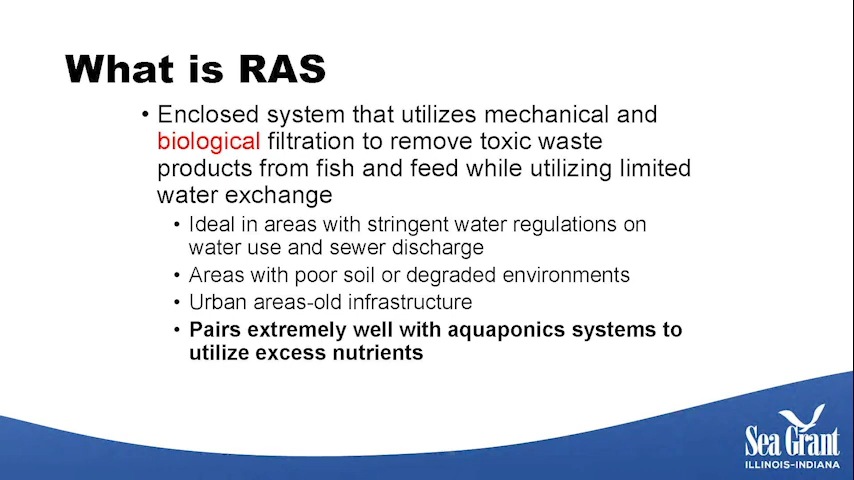 What is RAS
• Enclosed system that utilizes mechanical and
biological filtration to remove toxic waste
products from fish and feed while utilizing limited
water exchange
• Ideal in areas with stringent water regulations on
water use and sewer discharge
• Areas with poor soil or degraded environments
• Urban areas-old infrastructure
• Pairs extremely well with aquaponics systems to
utilize excess nutrients
Sea Grant
ILLINOIS-INDIANA